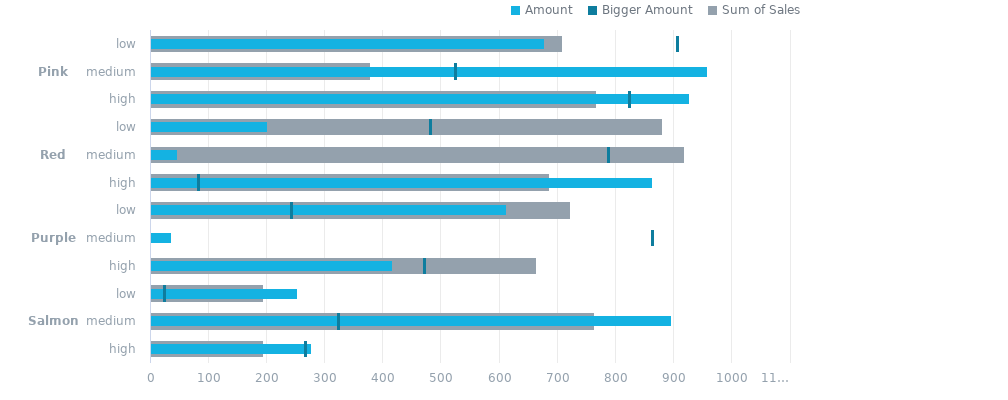 Amount Bigger Amount Sum of Sales
low
Pink medium
high
low
Red medium
high
low
Purple medium
high
low
Salmon medium
high
0 100 200 300 400 500 600 700 800 900 1000 11...